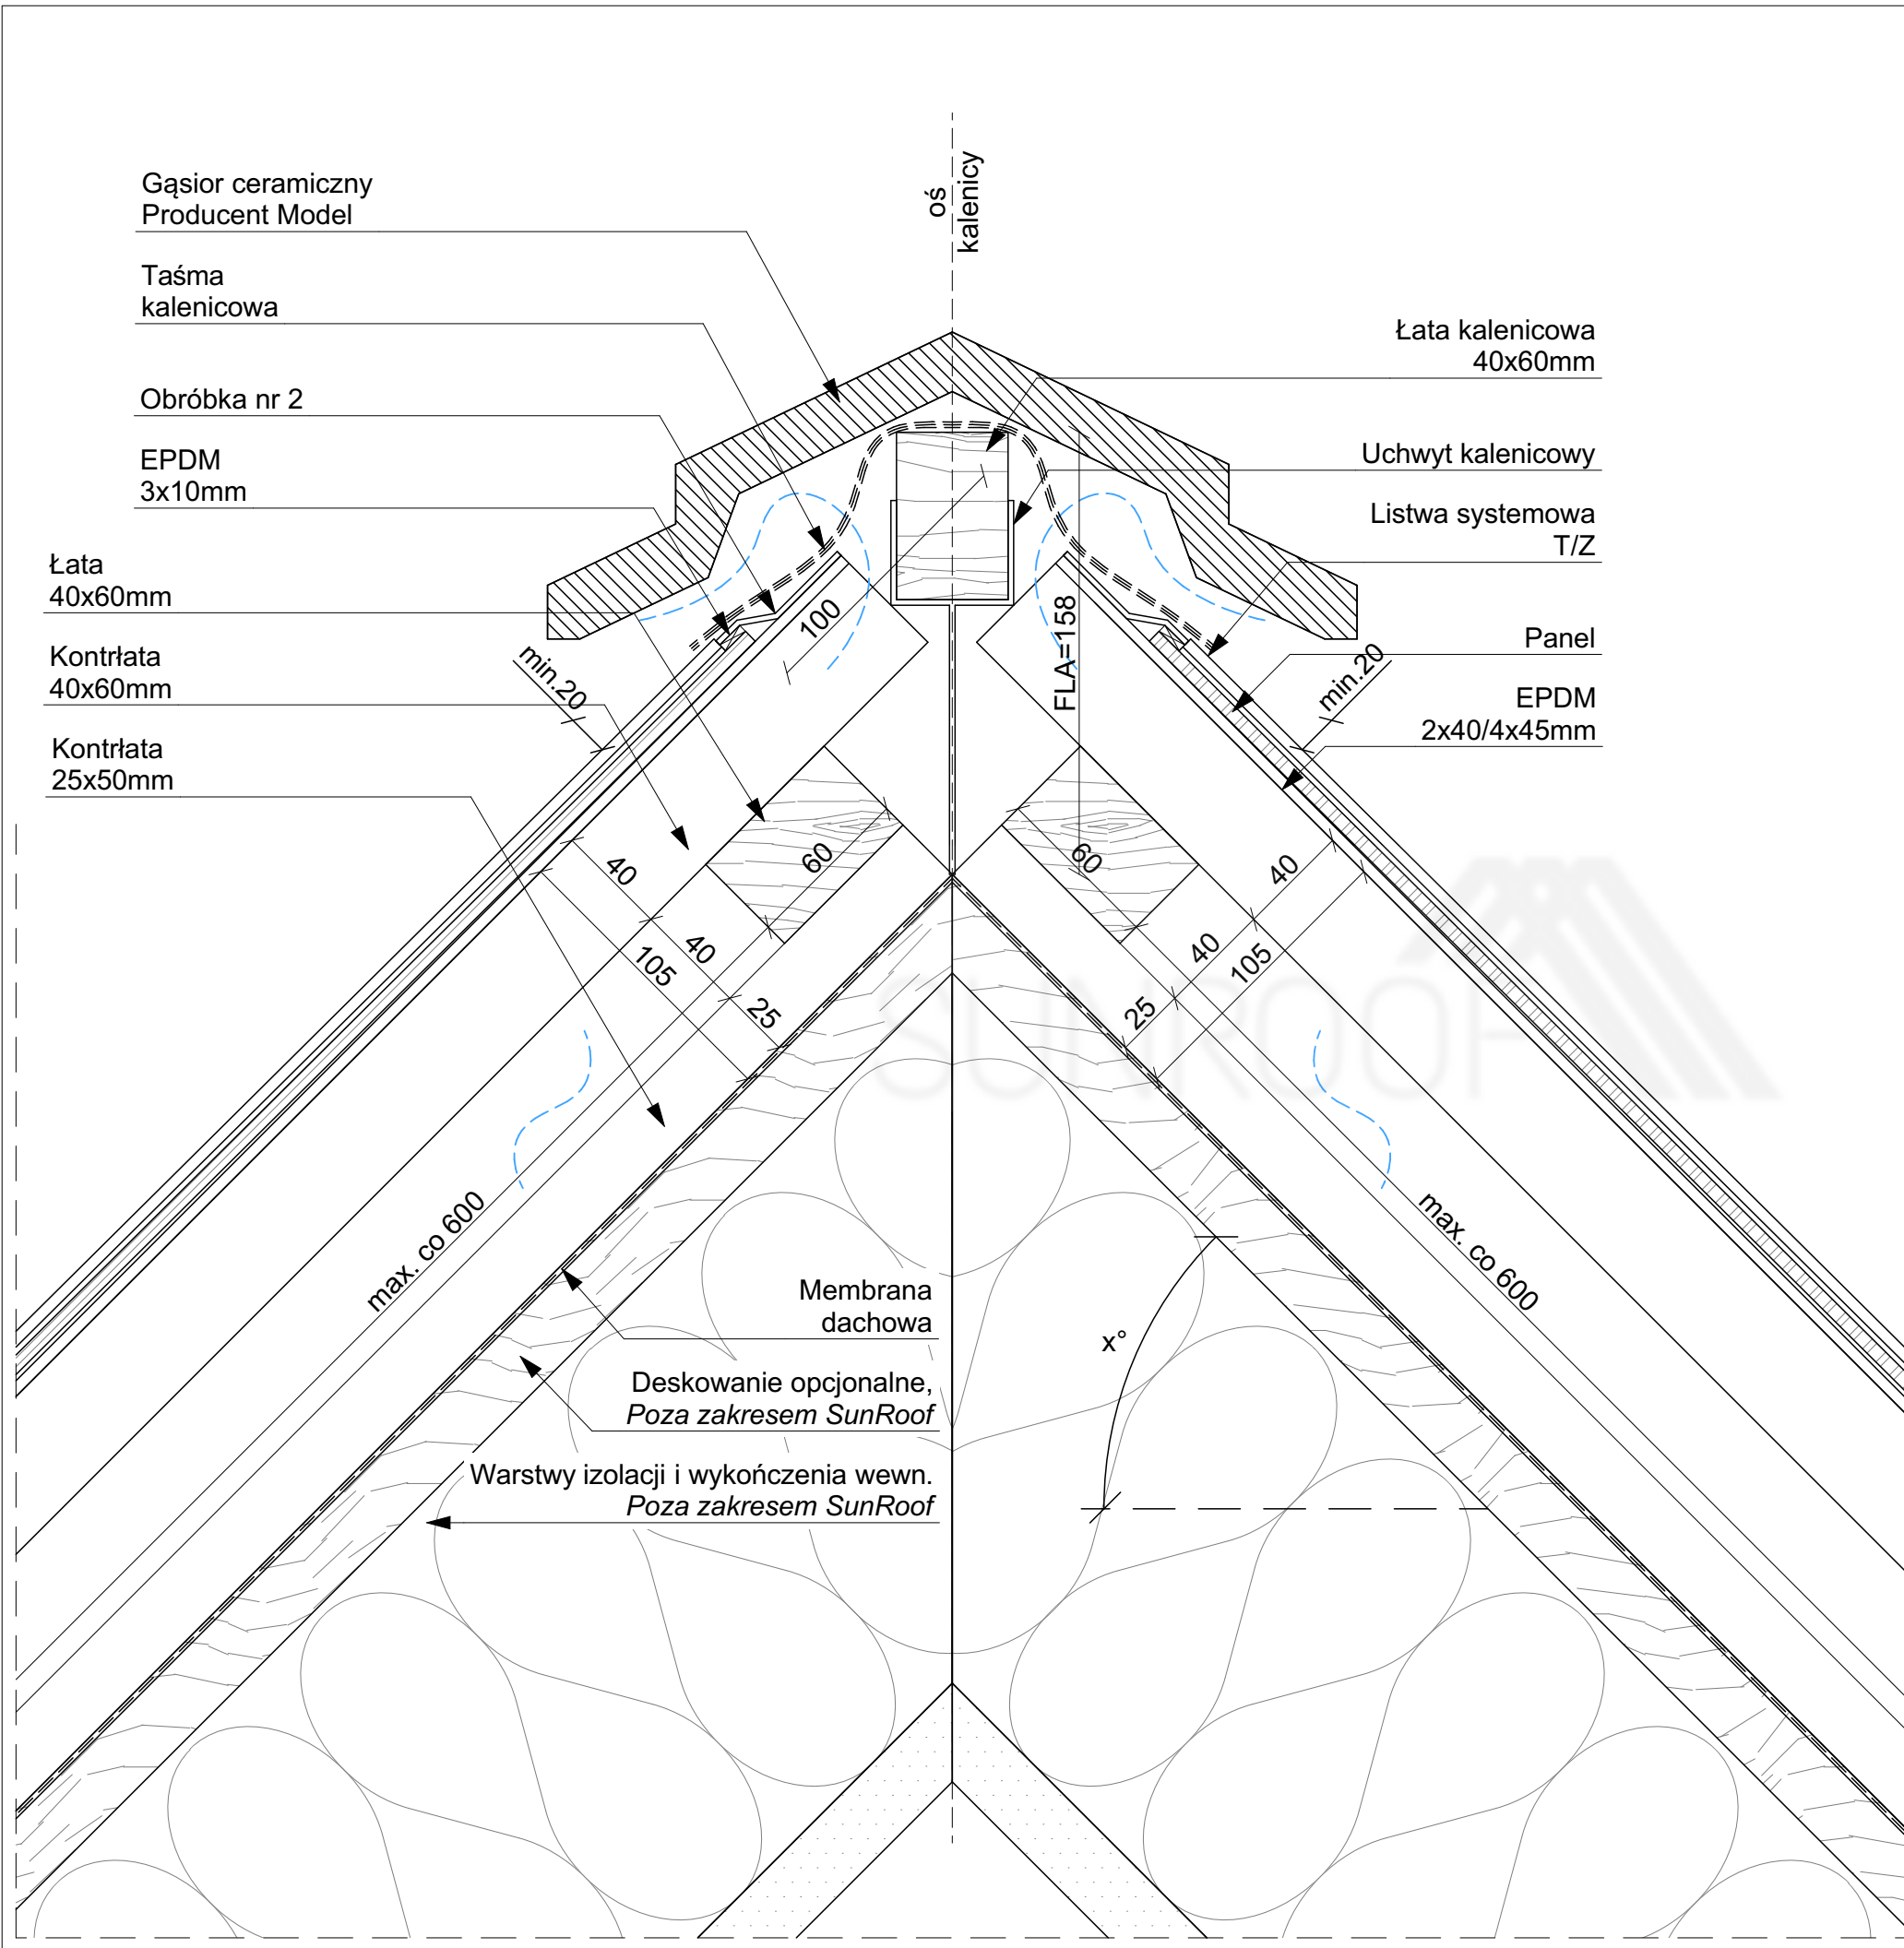 oś
kalenicy
Gąsior ceramiczny
Producent Model
Taśma
kalenicowa
Obróbka nr 2
EPDM
3x10mm
Łata
40x60mm
Kontrłata
40x60mm
Kontrłata
25x50mm
Łata kalenicowa
40x60mm
Uchwyt kalenicowy
Listwa systemowa
T/Z
Panel
EPDM
2x40/4x45mm
min.20
100
FLA=158
min.20
40
60
40
105
25
60
40
40
105
25
SUNROOF
max. co 600
max. co 600
Membrana
dachowa
x°
Deskowanie opcjonalne,
Poza zakresem SunRoof
Warstwy izolacji i wykończenia wewn.
Poza zakresem SunRoof